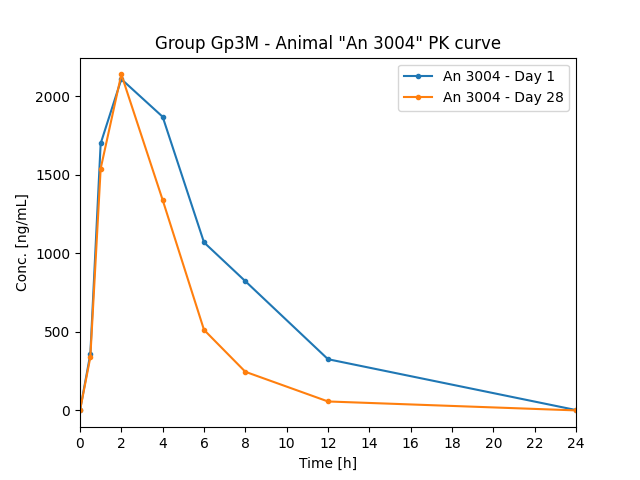 Group Gp3M - Animal "An 3004" PK curve
An 3004 - Day 1
An 3004 - Day 28
Conc. [ng/mL]
2000
1500
1000
500
0
0 2 4 6 8 10 12 14 16 18 20 22 24
Time [h]